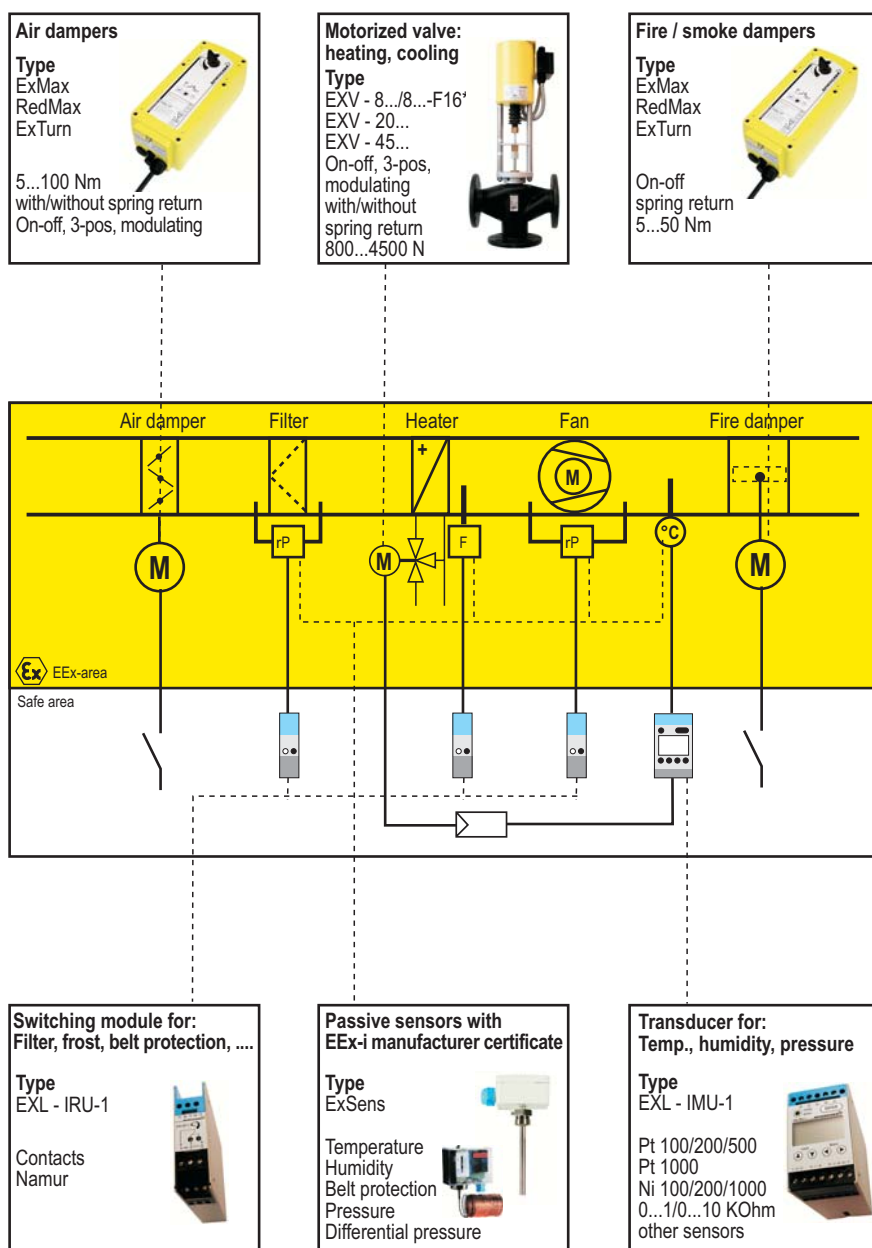 Air dampers
Type
ExMax
RedMax
ExTurn
5...100 Nm
with/without spring return
On-off, 3-pos, modulating
Motorized valve:
heating, cooling
Type
EXV - 8.../8...-F16*
EXV - 20...
EXV - 45...
On-off, 3-pos,
modulating
with/without
spring return
800...4500 N
Fire / smoke dampers
Type
ExMax
RedMax
ExTurn
On-off
spring return
5...50 Nm
Air damper
Filter
Heater
Fan
Fire damper
+
M
rP
M
F
rP
°C
M
M
Ex EEx-area
Safe area
Switching module for:
Filter, frost, belt protection, ....
Type
EXL - IRU-1
Contacts
Namur
Passive sensors with
EEx-i manufacturer certificate
Type
ExSens
Temperature
Humidity
Belt protection
Pressure
Differential pressure
Transducer for:
Temp., humidity, pressure
Type
EXL - IMU-1
Pt 100/200/500
Pt 1000
Ni 100/200/1000
0...1/0...10 KOhm
other sensors